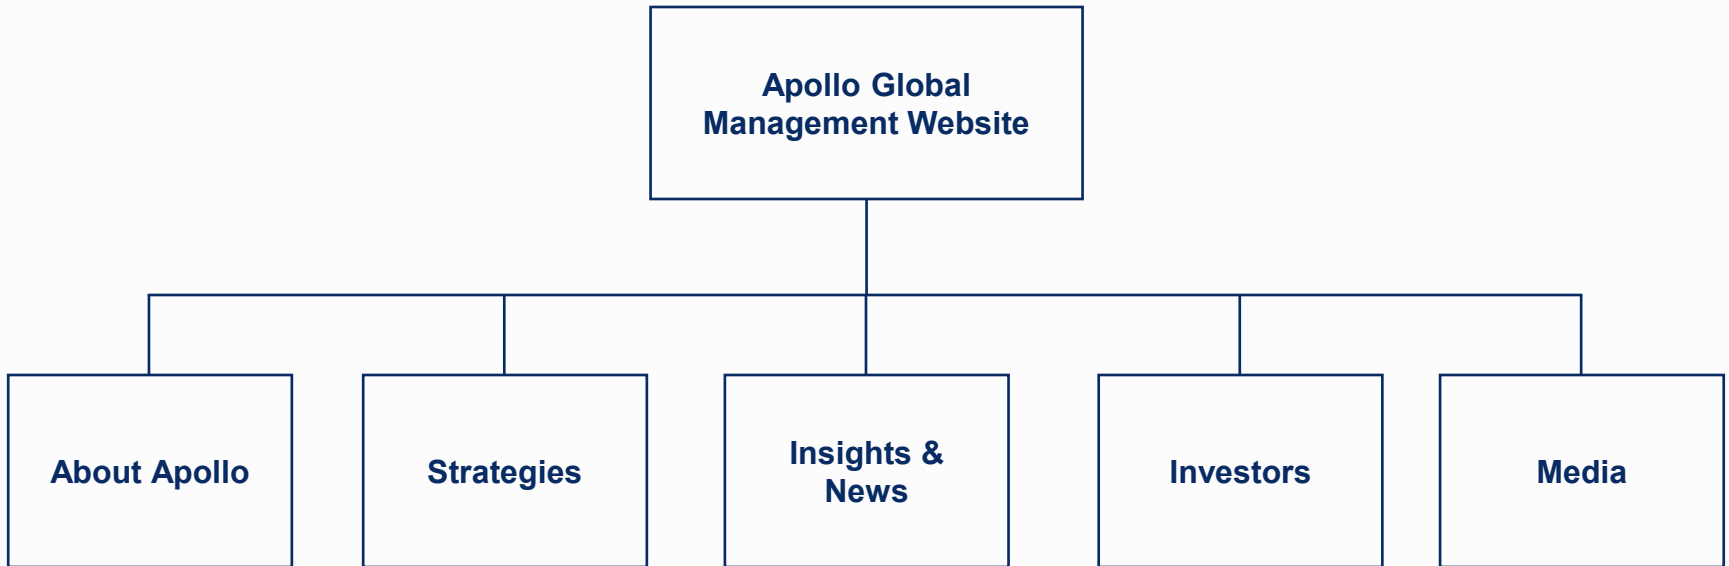 Apollo Global
Management Website
About Apollo
Strategies
Insights &
News
Investors
Media